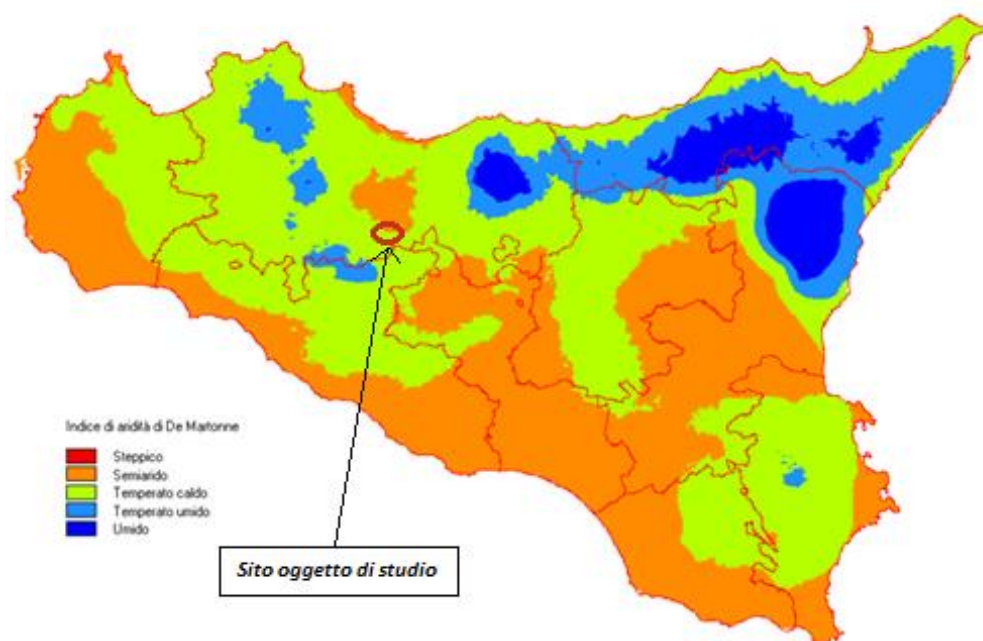 Indice di aridità di De Martonne
Steppico
Semiarido
Temperato caldo
Temperato umido
Umido
Sito oggetto di studio